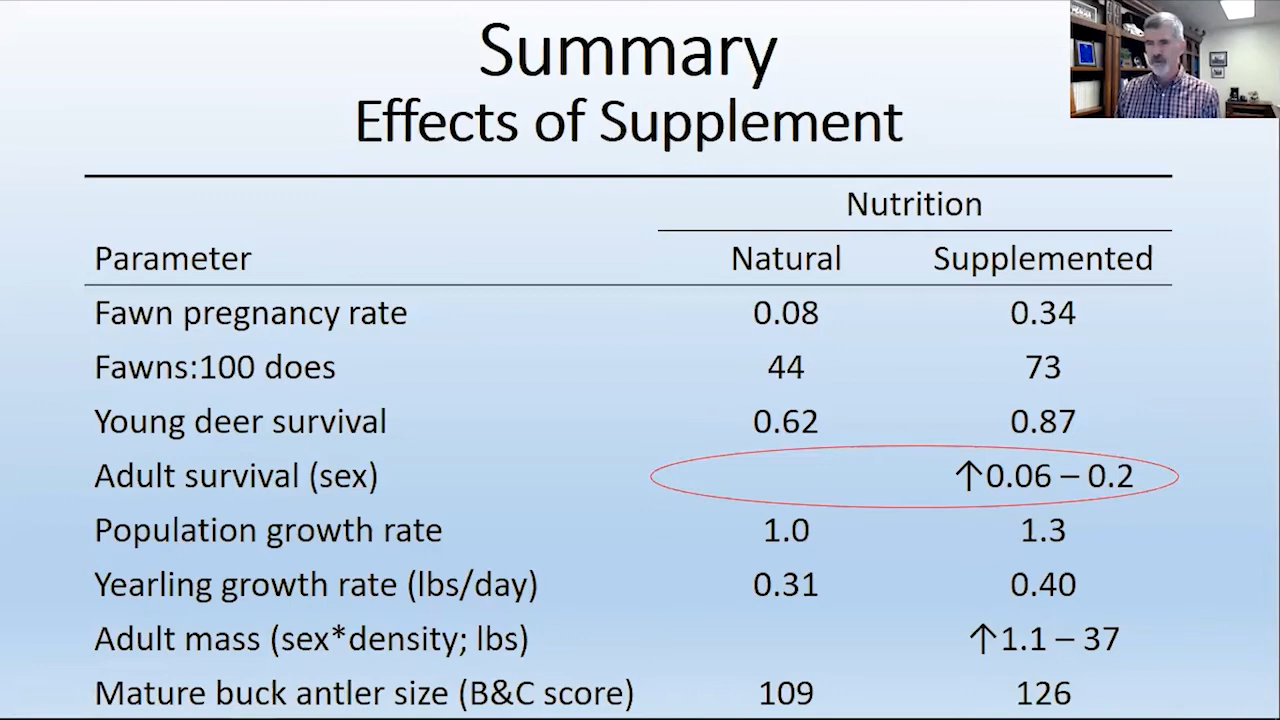 Summary
Effects of Supplement
Nutrition
Parameter Natural Supplemented
Fawn pregnancy rate 0.08 0.34
Fawns:100 does 44 73
Young deer survival 0.62 0.87
Adult survival (sex) ↑0.06 – 0.2
Population growth rate 1.0 1.3
Yearling growth rate (lbs/day) 0.31 0.40
Adult mass (sex*density; lbs) ↑1.1 – 37
Mature buck antler size (B&C score) 109 126